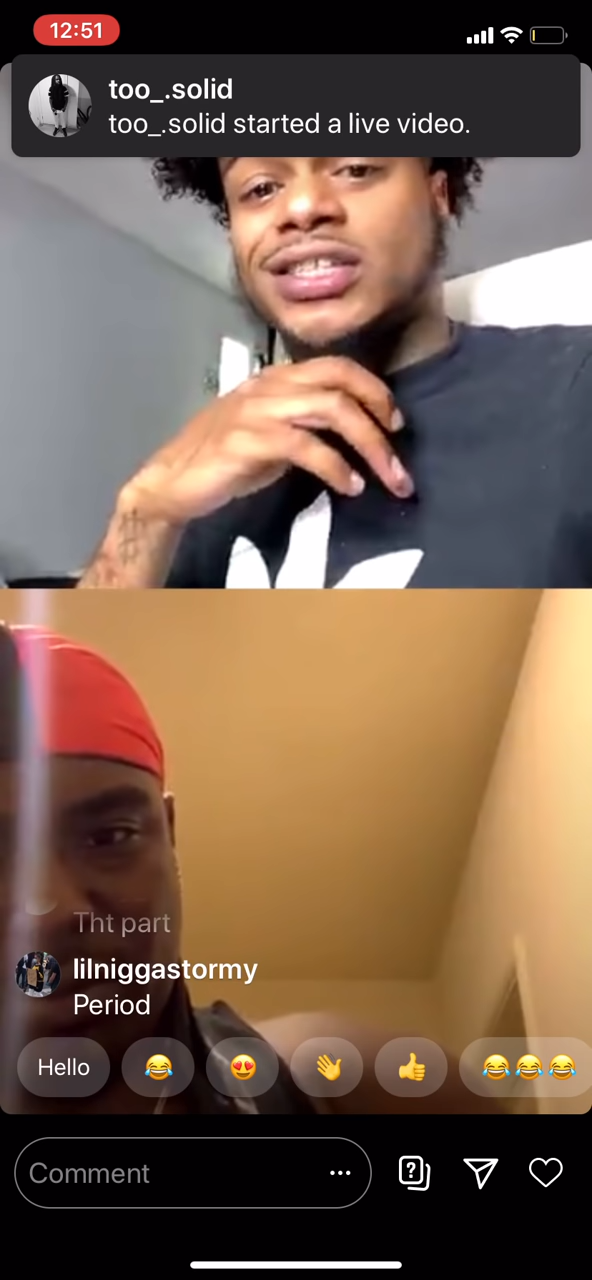 12:51
too_.solid
too_.solid started a live video.
Tht part
lilniggastormy
Period
Hello
Comment